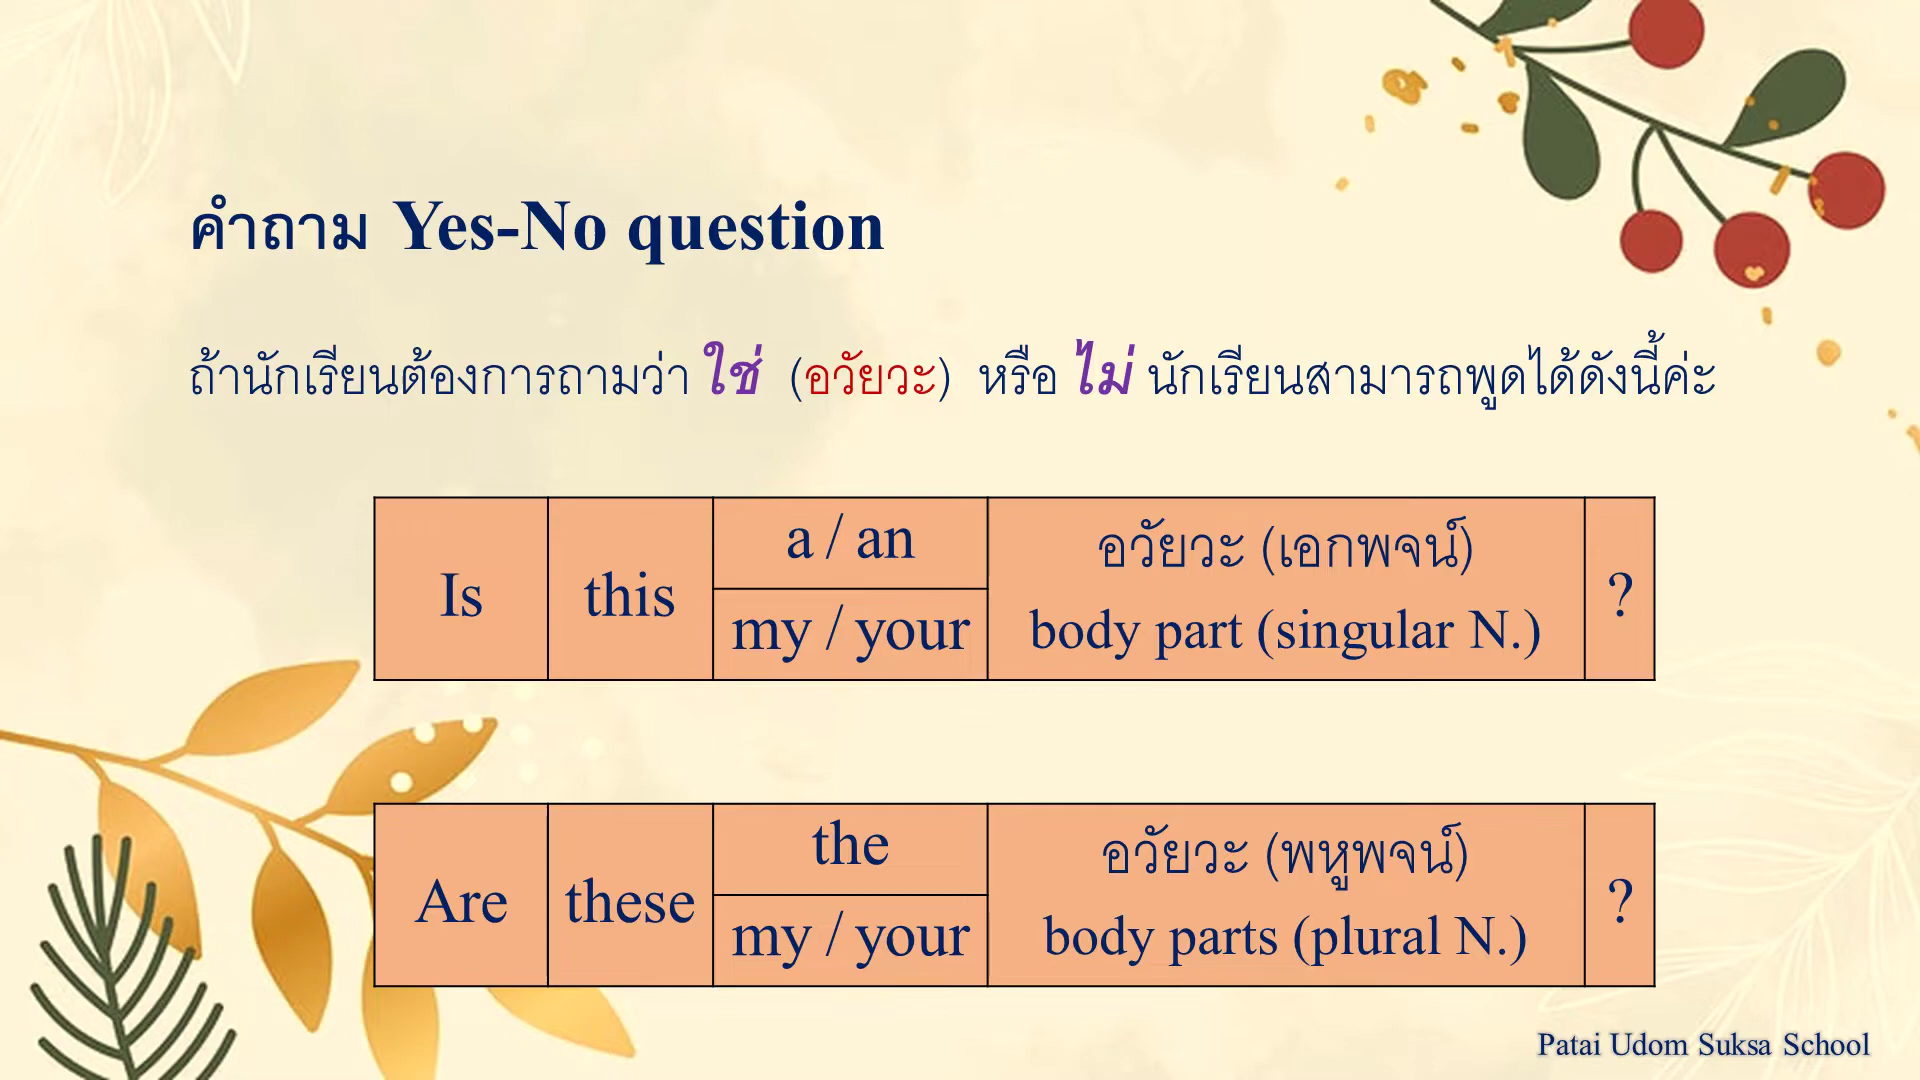 คำถาม Yes-No question
ถ้านักเรียนต้องการถามว่า ใช่ (อวัยวะ) หรือ ไม่ นักเรียนสามารถพูดได้ดังนี้ค่ะ
Is this a / an my / your อวัยวะ (เอกพจน์) body part (singular N.) ?
Are these the my / your อวัยวะ (พหูพจน์) body parts (plural N.) ?
Patai Udom Suksa School